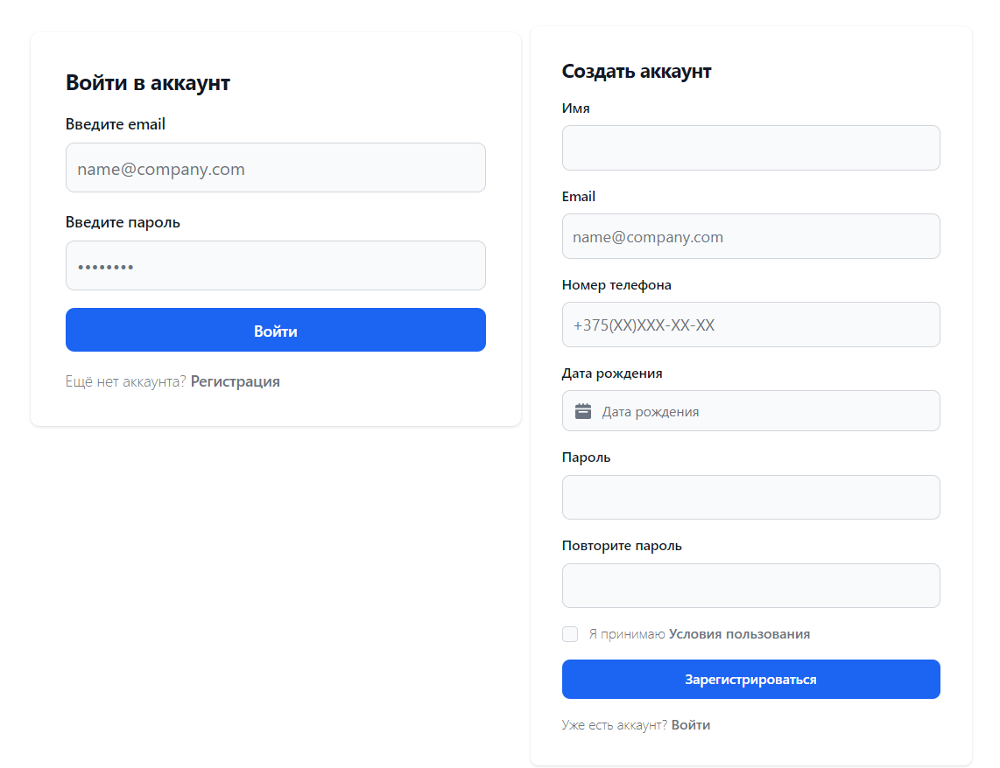 Войти в аккаунт
Введите email
name@company.com
Введите пароль
••••••••
Войти
Ещё нет аккаунта? Регистрация
Создать аккаунт
Имя
Email
name@company.com
Номер телефона
+375(XX)XXX-XX-XX
Дата рождения
Дата рождения
Пароль
Повторите пароль
Я принимаю Условия пользования
Зарегистрироваться
Уже есть аккаунт? Войти